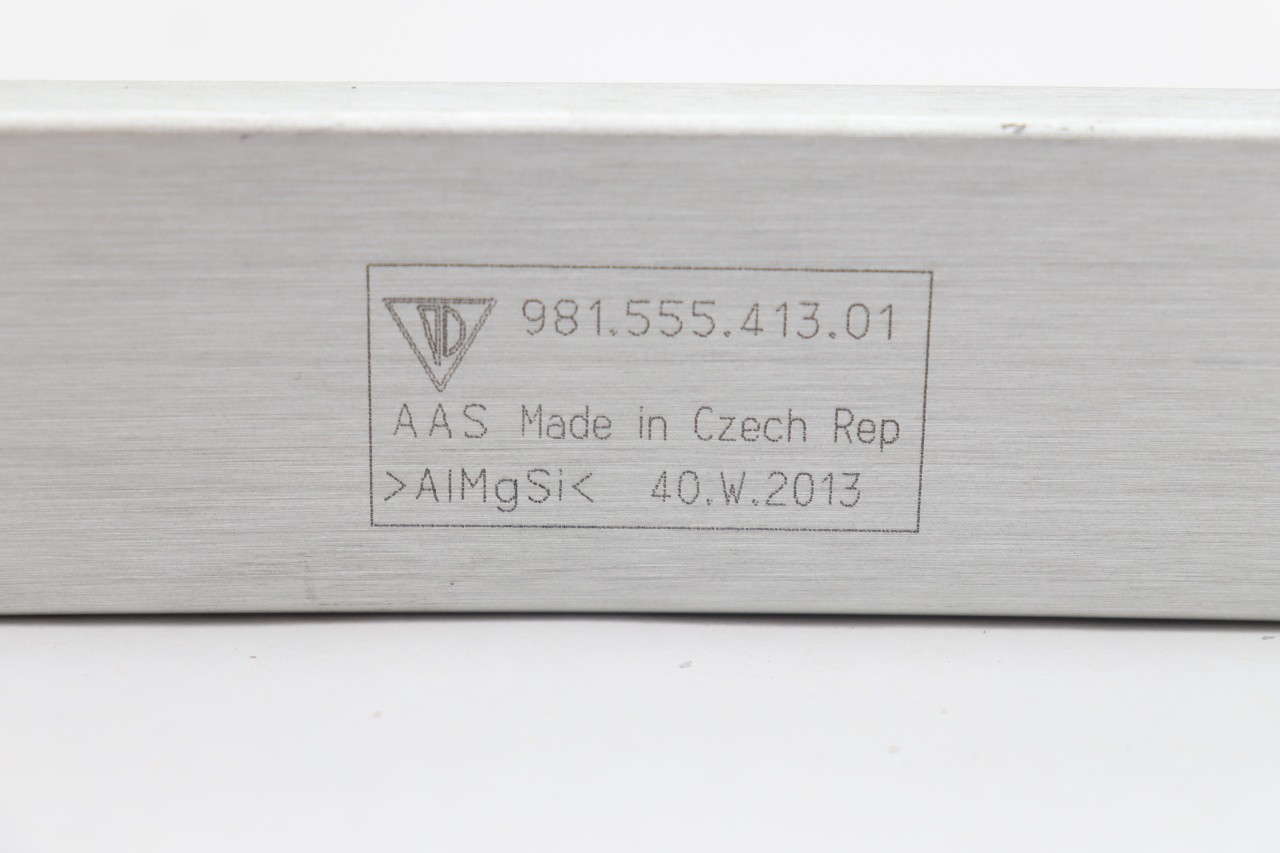 981.555.413.01
AAS Made in Czech Rep
>AlMgSi< 40.W.2013